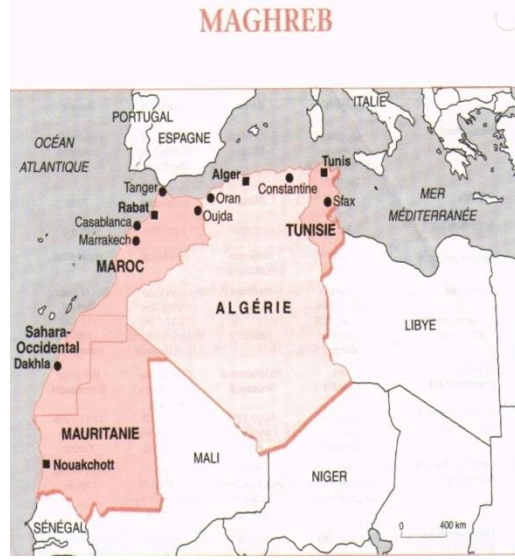 MAGHREB
ITALIE
PORTUGAL
ESPAGNE
OCÉAN
ATLANTIQUE
Alger
Tunis
Constantine
Tanger
Oran
Rabat
Oujda
Sfax
Casablanca
Marrakech
MER
MÉDITERRANÉE
TUNISIE
MAROC
ALGÉRIE
LIBYE
Sahara-
Occidental
Dakhla
MAURITANIE
MALI
NIGER
Nouakchott
SÉNÉGAL
0 400 km